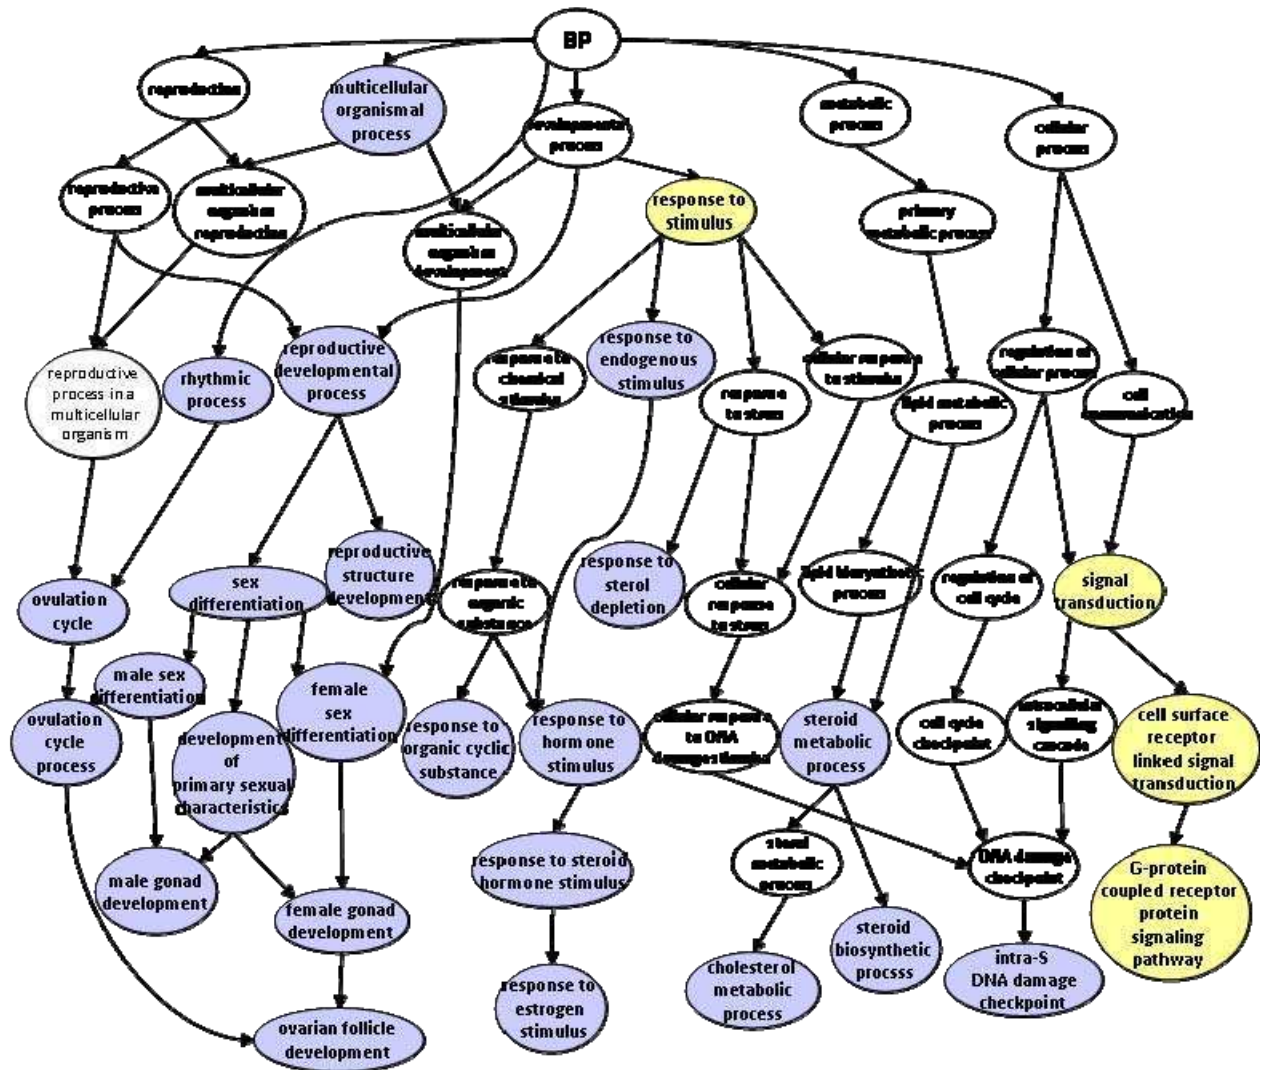 BP
reproduction
multicellular
organismal
process
developmental
process
metabolic
process
cellular
process
reproductive
process
multicellular
organism
reproduction
multicellular
organism
development
response to
stimulus
primary
metabolic process
reproductive
process in a
multicellular
organism
rhythmic
process
reproductive
developmental
process
response to
chemical
stimulus
response to
endogenous
stimulus
response
to stress
cellular response
to stimulus
lipid metabolic
process
regulation of
cellular process
cell
communication
ovulation
cycle
sex
differentiation
reproductive
structure
development
response to
organic
substance
response to
sterol
depletion
cellular
response
to stress
lipid biosynthetic
process
regulation of
cell cycle
signal
transduction
ovulation
cycle
process
male sex
differentiation
development
of
primary sexual
characteristics
female
sex
differentiation
response to
organic cyclic
substance
response to
hormone
stimulus
cellular response
to DNA
damage stimulus
steroid
metabolic
process
cell cycle
checkpoint
intracellular
signalling
cascade
cell surface
receptor
linked signal
transduction
male gonad
development
female gonad
development
response to steroid
hormone stimulus
sterol
metabolic
process
steroid
biosynthetic
procsss
DNA damage
checkpoint
G-protein
coupled receptor
protein
signaling
pathway
ovarian follicle
development
response to
estrogen
stimulus
cholesterol
metabolic
process
intra-S
DNA damage
checkpoint